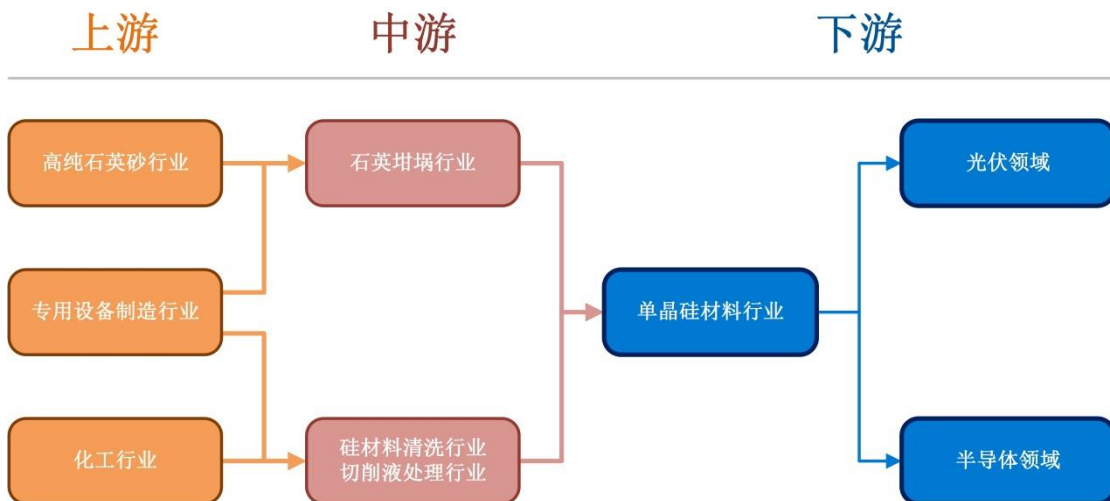 上游
中游
下游
高纯石英砂行业
石英坩埚行业
光伏领域
专用设备制造行业
单晶硅材料行业
化工行业
硅材料清洗行业
切削液处理行业
半导体领域